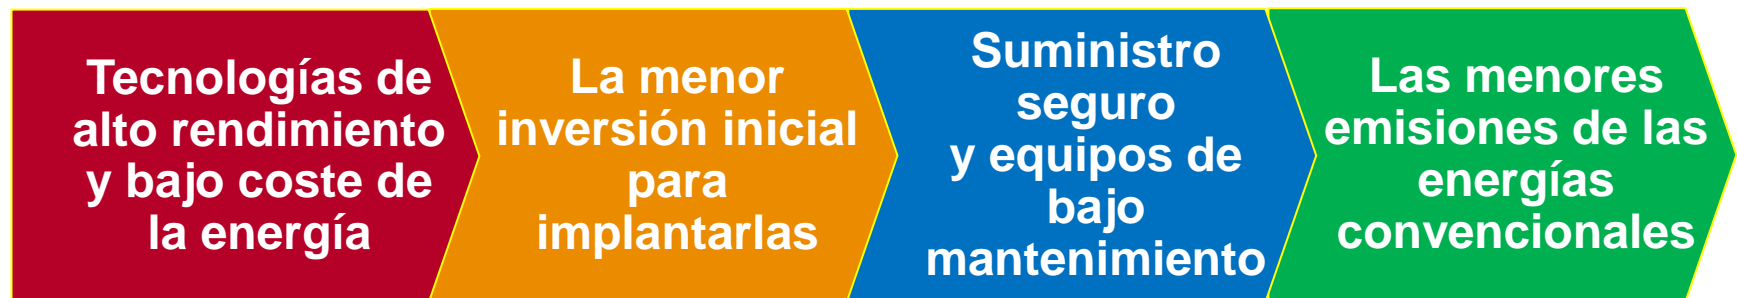 Tecnologías de
alto rendimiento
y bajo coste de
la energía
La menor
inversión inicial
para
implantarlas
Suministro
seguro
y equipos de
bajo
mantenimiento
Las menores
emisiones de las
energías
convencionales